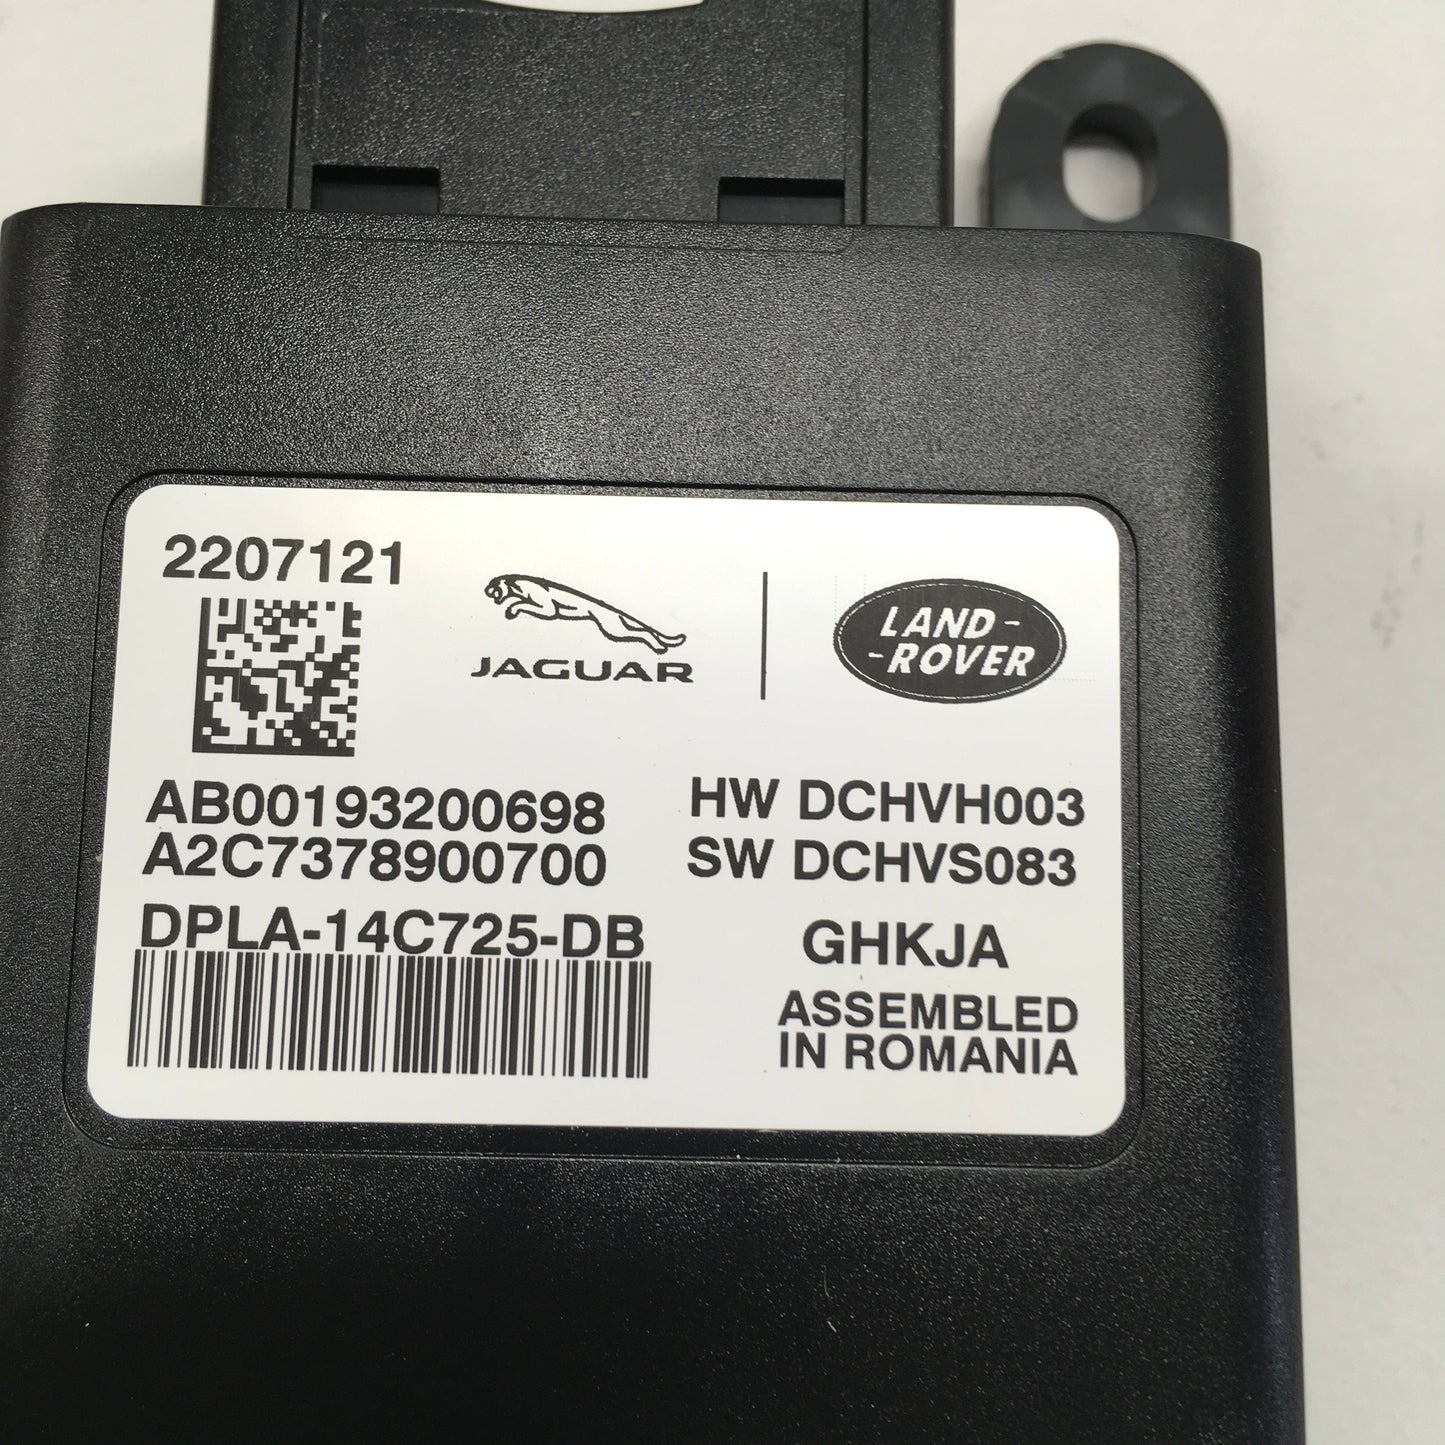 2207121
JAGUAR
LAND-
-ROVER
AB00193200698
A2C7378900700
HW DCHVH003
SW DCHVS083
DPLA-14C725-DB
GHKJA
ASSEMBLED
IN ROMANIA